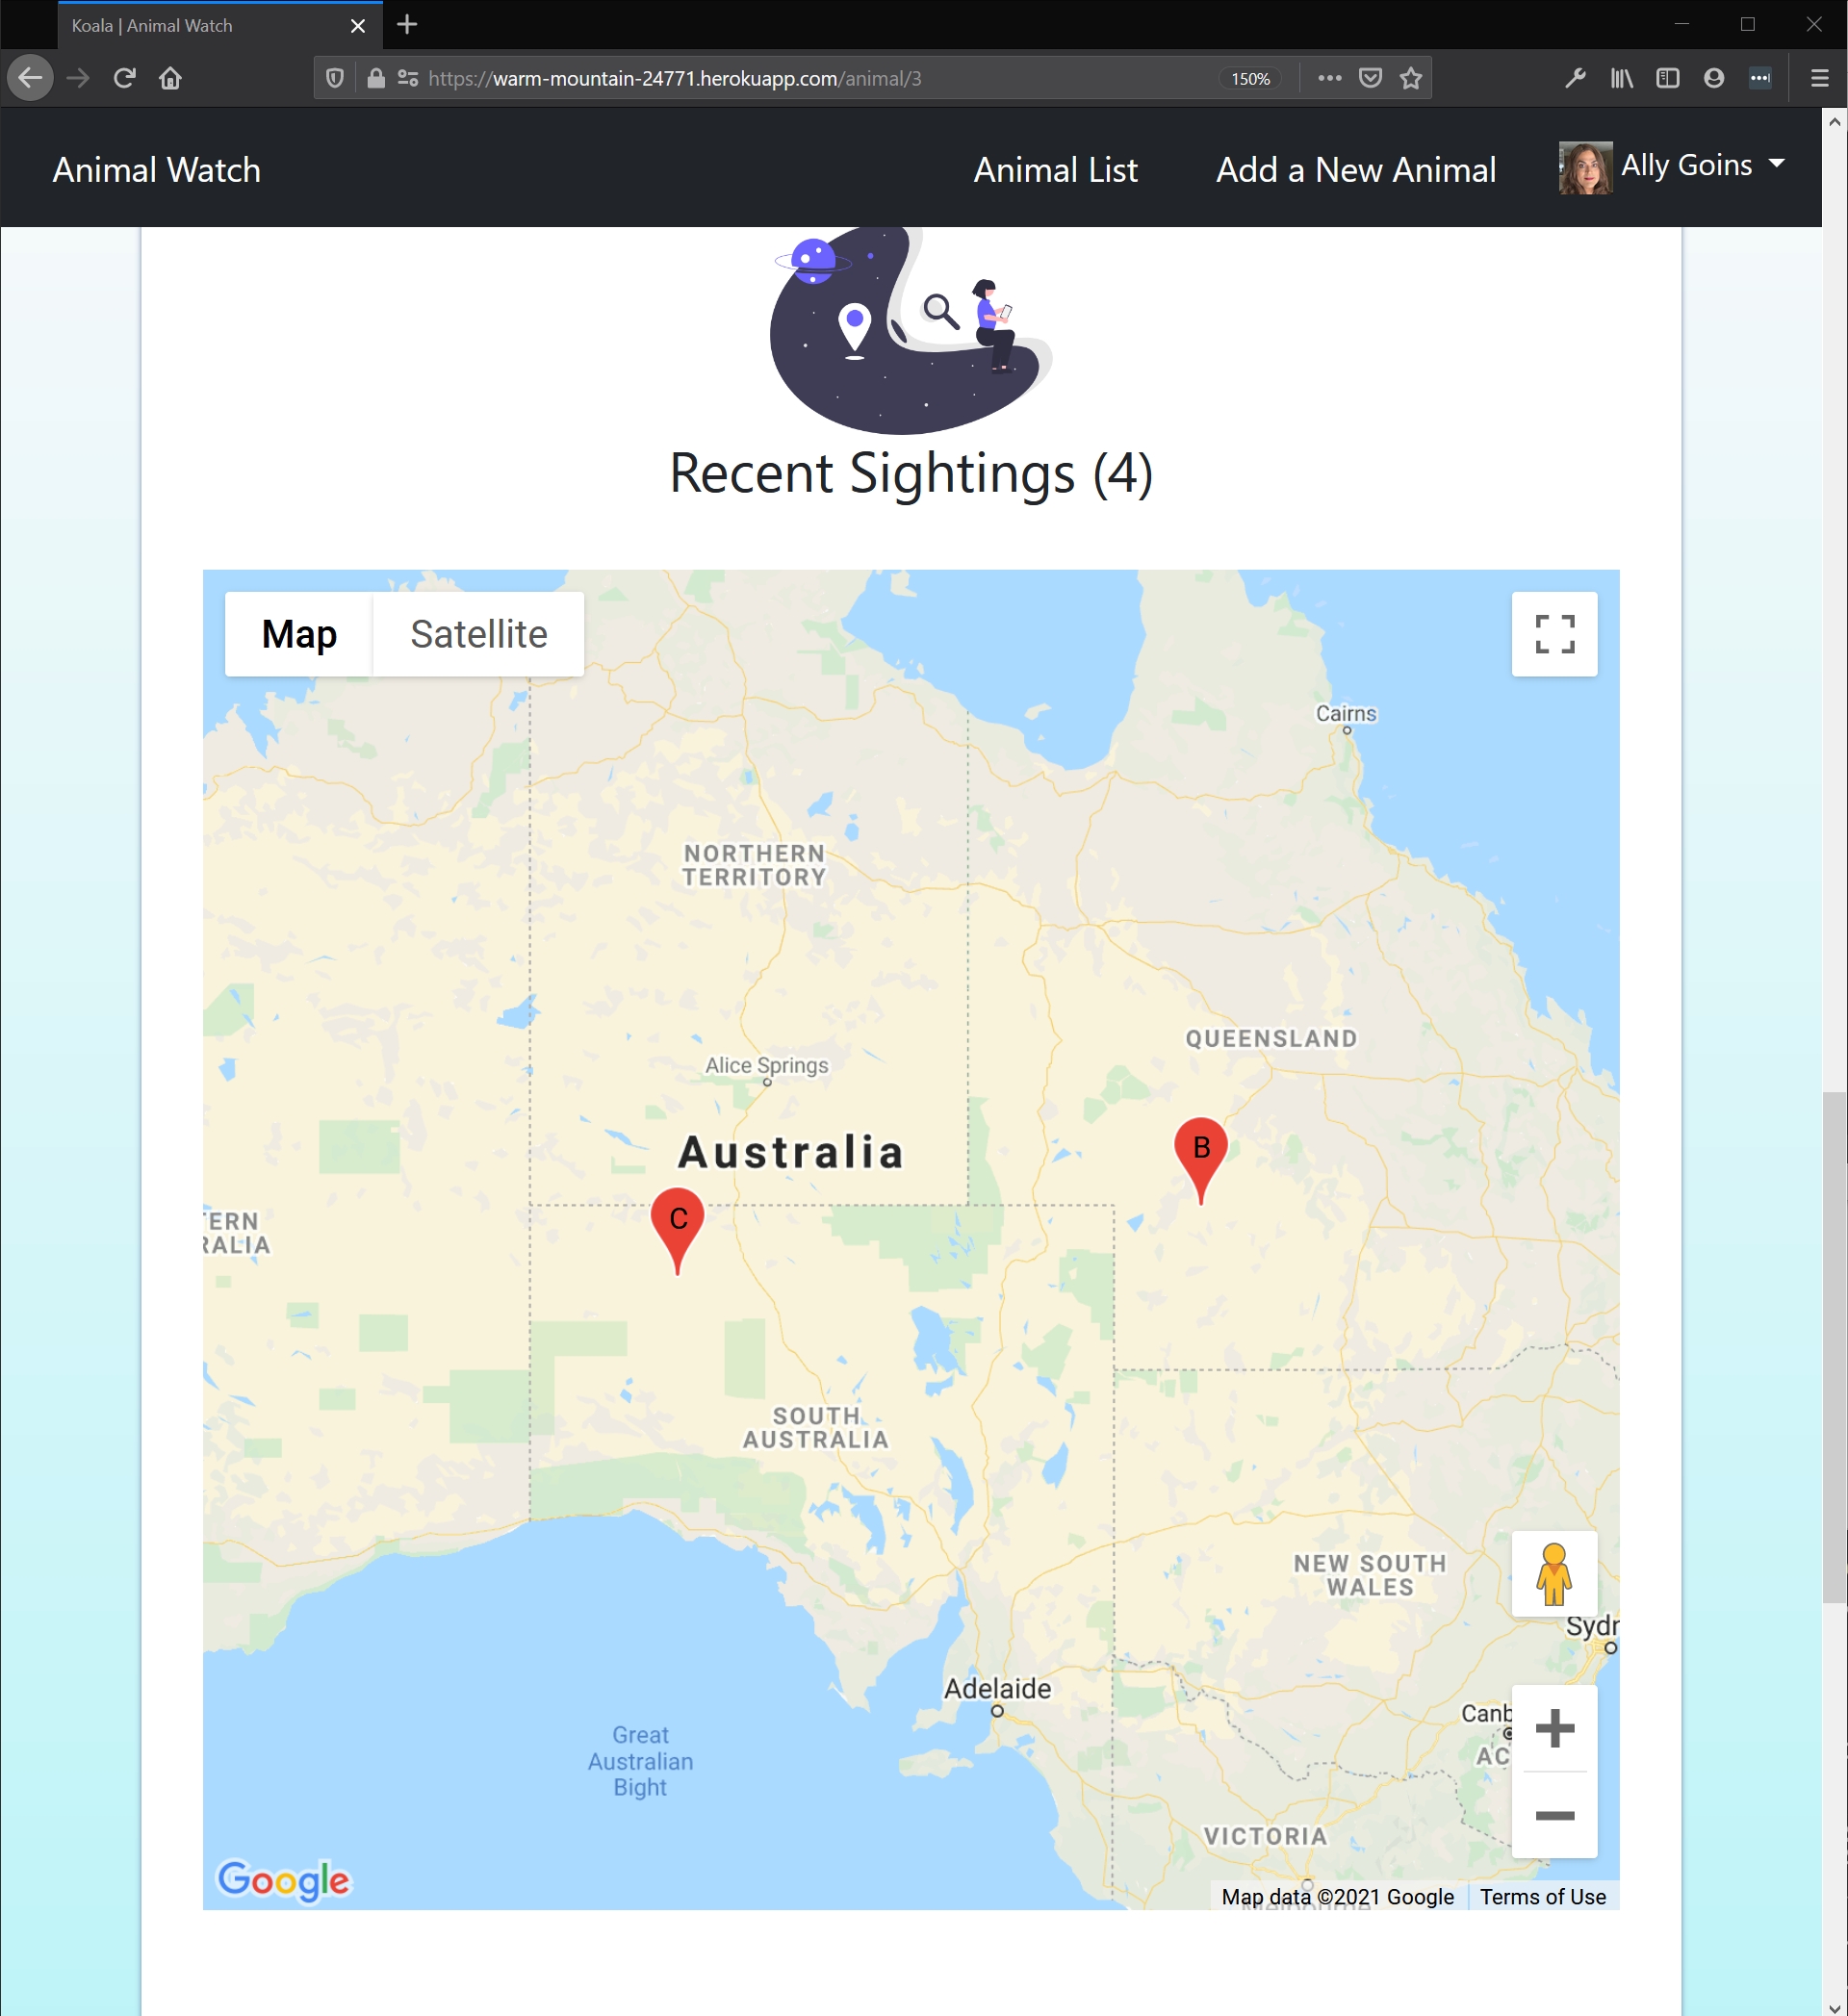 Koala | Animal Watch
https://warm-mountain-24771.herokuapp.com/animal/3
150%
Animal Watch
Animal List
Add a New Animal
Ally Goins
Recent Sightings (4)
Map
Satellite
Cairns
NORTHERN
TERRITORY
QUEENSLAND
Alice Springs
Australia
B
C
TERN
RALIA
SOUTH
AUSTRALIA
NEW SOUTH
WALES
Sydn
Adelaide
Canb
AC
Great
Australian
Bight
VICTORIA
Google
Map data ©2021 Google
Terms of Use